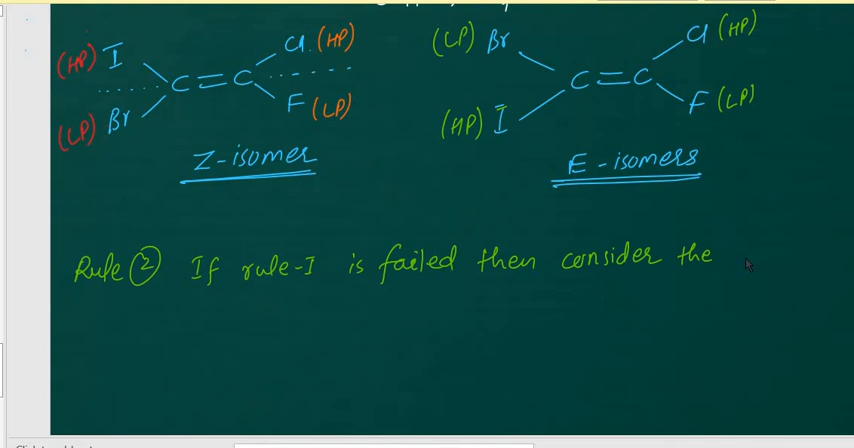 (HP) I Cl (HP)
C = C
(LP) Br F (LP)
Z-isomer
(LP) Br Cl (HP)
C = C
(HP) I F (LP)
E - isomers
Rule ② If rule-I is failed then consider the